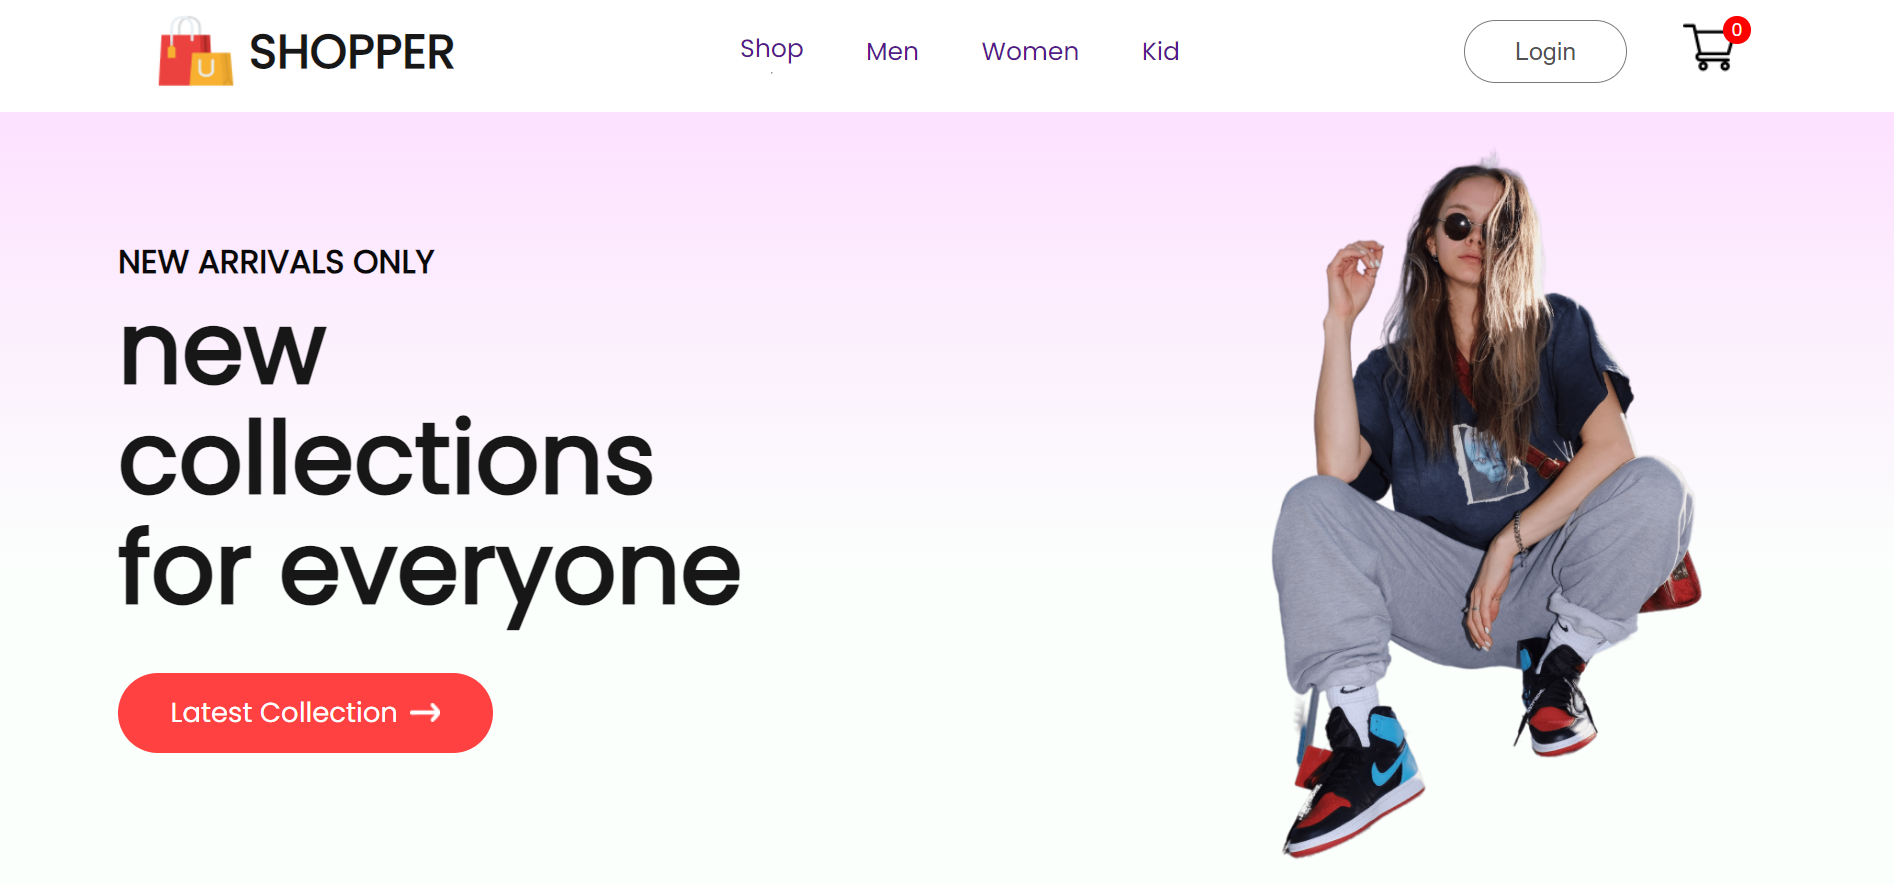 SHOPPER
Shop
Men
Women
Kid
Login
0
NEW ARRIVALS ONLY
new
collections
for everyone
Latest Collection →